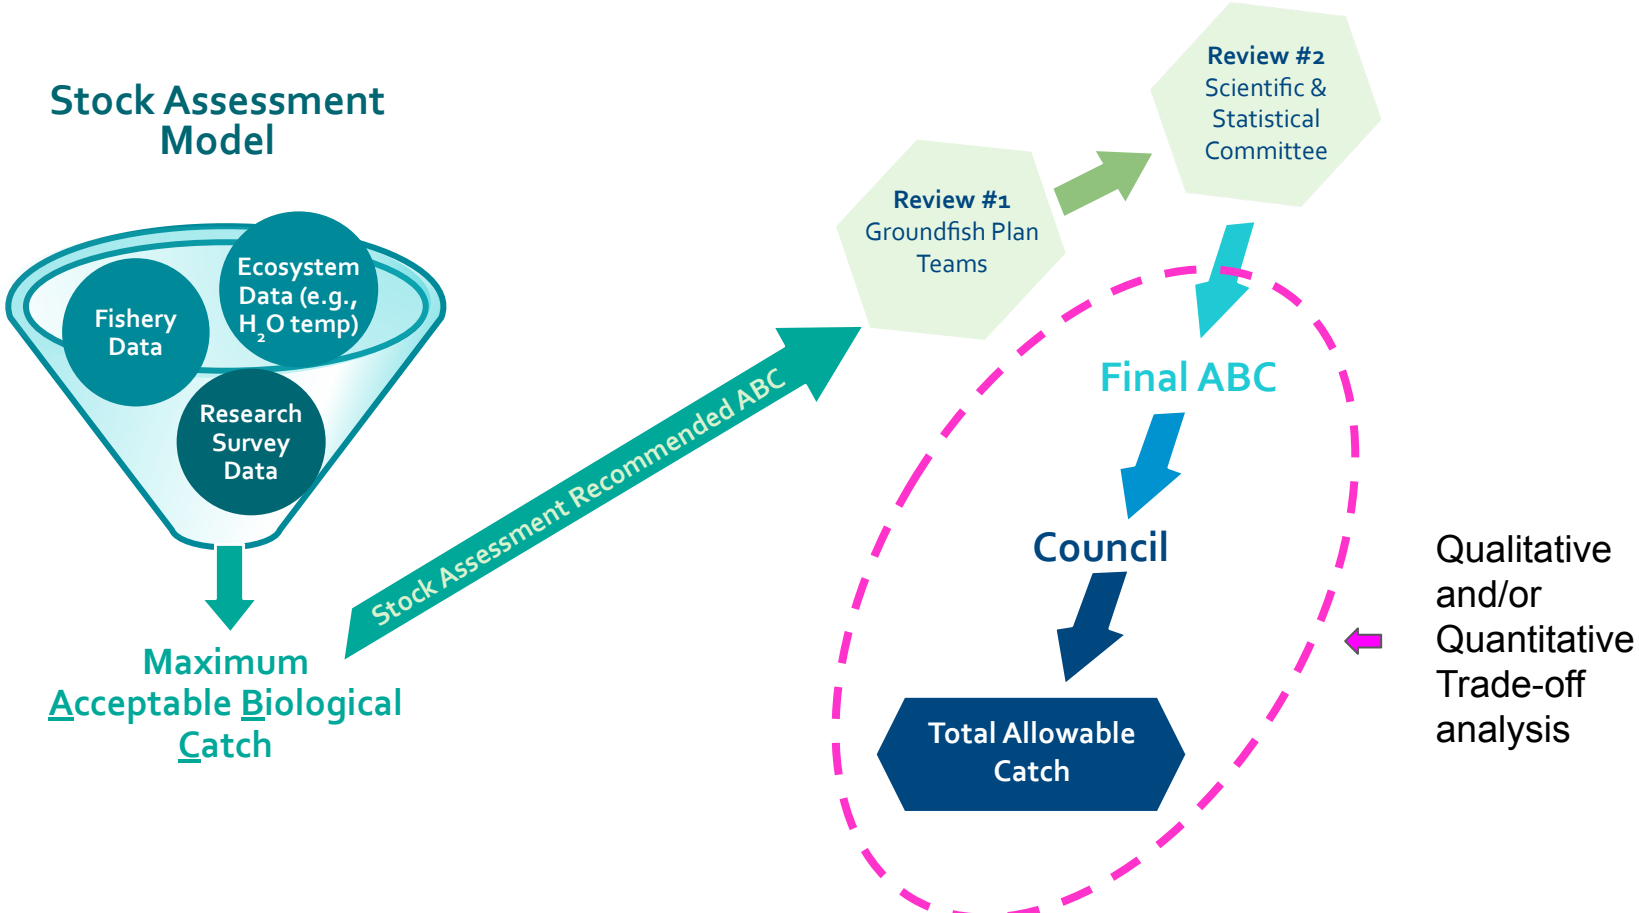 Stock Assessment
Model
Fishery
Data
Ecosystem
Data (e.g.,
H₂O temp)
Research
Survey
Data
Maximum
Acceptable Biological
Catch
Stock Assessment Recommended ABC
Review #1
Groundfish Plan
Teams
Review #2
Scientific &
Statistical
Committee
Final ABC
Council
Total Allowable
Catch
Qualitative
and/or
Quantitative
Trade-off
analysis